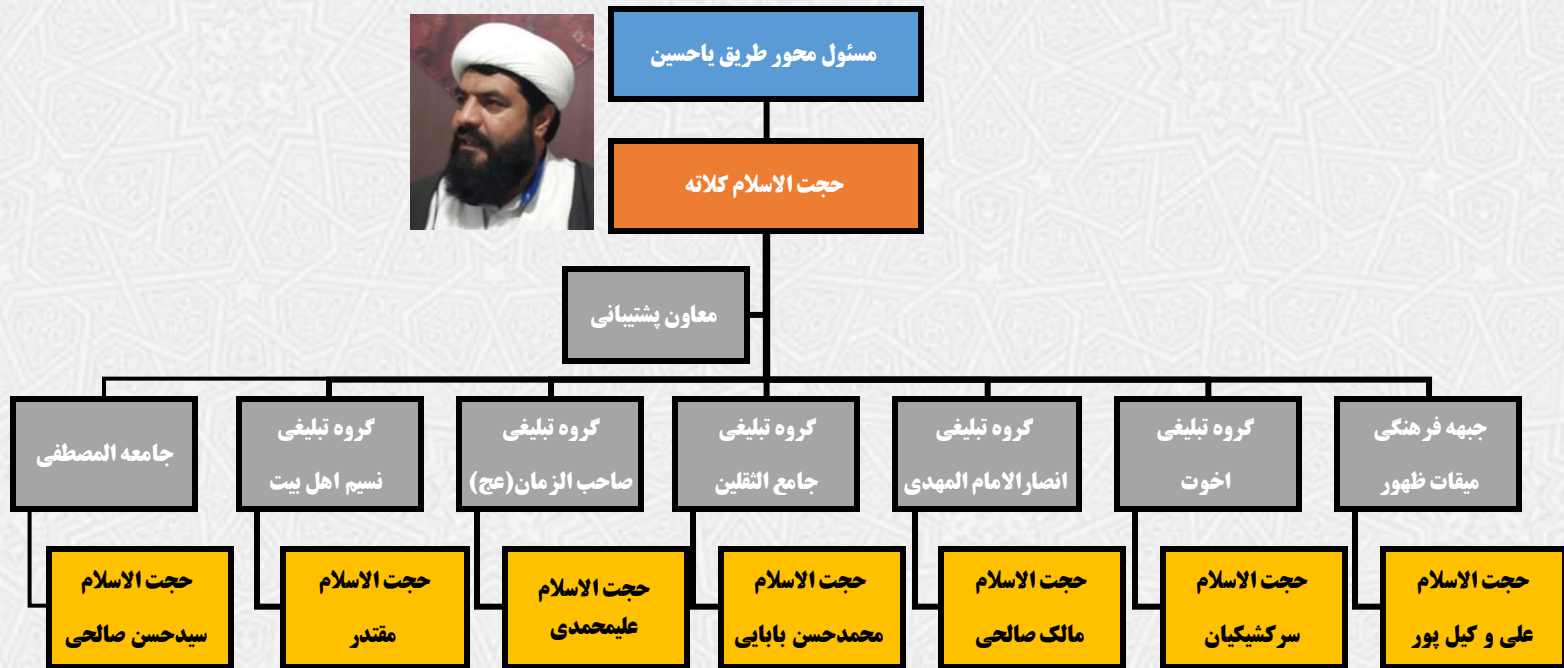 مسئول محور طریق یاحسین
حجت الاسلام کلاته
معاون پشتیبانی
جبهه فرهنگی
میقات ظهور
گروه تبلیغی
اخوت
گروه تبلیغی
انصارالامام المهدی
گروه تبلیغی
جامع الثقلین
گروه تبلیغی
صاحب الزمان(عج)
گروه تبلیغی
نسیم اهل بیت
جامعه المصطفی
حجت الاسلام
علی و کیل پور
حجت الاسلام
سرکشیکیان
حجت الاسلام
مالک صالحی
حجت الاسلام
محمدحسن بابایی
حجت الاسلام
علیمحمدی
حجت الاسلام
مقتدر
حجت الاسلام
سیدحسن صالحی